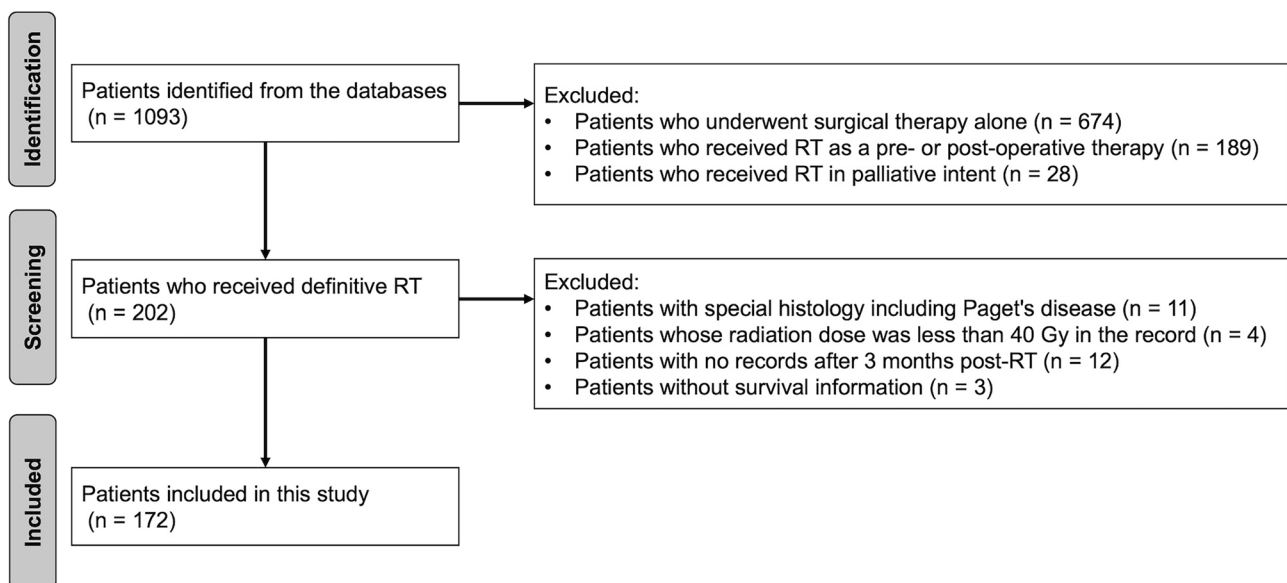 Identification
Patients identified from the databases
(n = 1093)
Excluded:
• Patients who underwent surgical therapy alone (n = 674)
• Patients who received RT as a pre- or post-operative therapy (n = 189)
• Patients who received RT in palliative intent (n = 28)
Screening
Patients who received definitive RT
(n = 202)
Excluded:
• Patients with special histology including Paget's disease (n = 11)
• Patients whose radiation dose was less than 40 Gy in the record (n = 4)
• Patients with no records after 3 months post-RT (n = 12)
• Patients without survival information (n = 3)
Included
Patients included in this study
(n = 172)